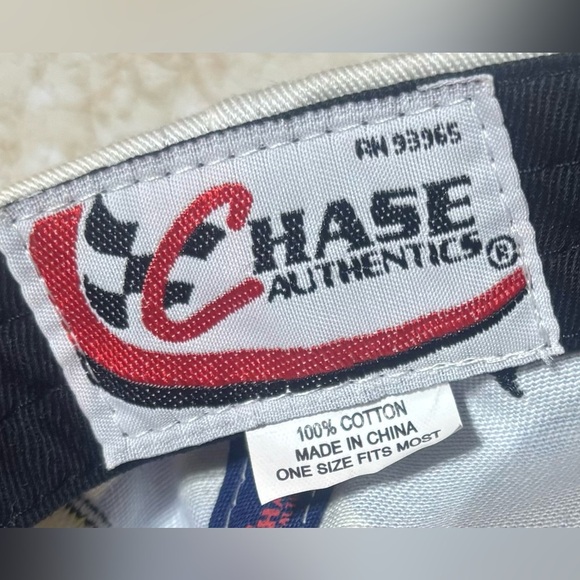 RN 93965
CHASE
AUTHENTICS®
100% COTTON
MADE IN CHINA
ONE SIZE FITS MOST